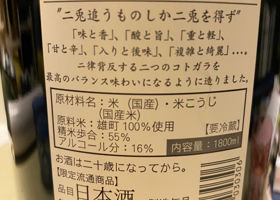 "二兎追うものしか二兎を得ず"
「味と香」、「酸と旨」、「重と軽」、
「甘と辛」、「入りと後味」、「複雑と綺麗」…。
二律背反する二つのコトガラを
最高のバランス味わいになるように造りました。
原材料名:米(国産)・米こうじ
(国産米)
原料米:雄町100%使用
精米歩合:55%
【要冷蔵】
アルコール分:16%
内容量:1800ml
お酒は二十歳になってから。
【限定流通商品】
品目 日本酒
030306